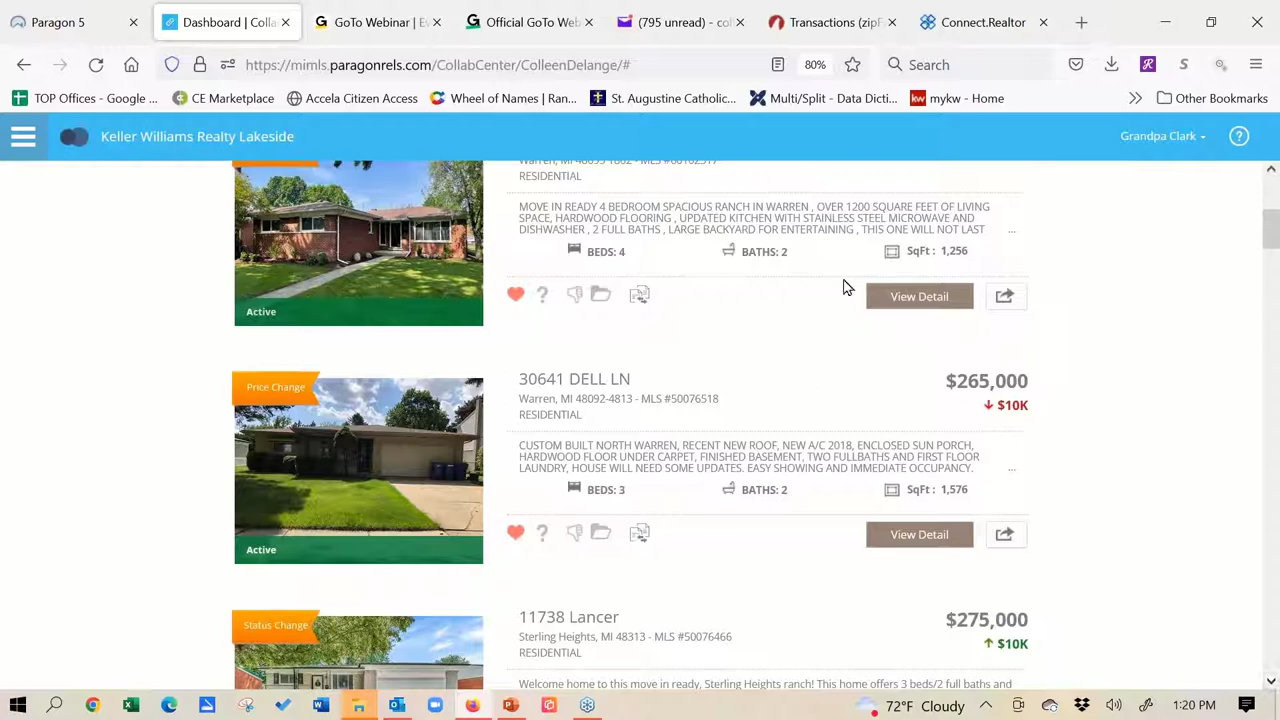 Paragon 5
Dashboard | Colla
GoTo Webinar | Ev
Official GoTo Web
(795 unread) - co
Transactions (zipF
Connect.Realtor
https://mimls.paragonrels.com/CollabCenter/ColleenDelange/#
80%
Search
TOP Offices - Google ...
CE Marketplace
Accela Citizen Access
Wheel of Names | Ran...
St. Augustine Catholic...
Multi/Split - Data Dicti...
kw mykw - Home
Other Bookmarks
Keller Williams Realty Lakeside
Grandpa Clark
RESIDENTIAL
MOVE IN READY 4 BEDROOM SPACIOUS RANCH IN WARREN , OVER 1200 SQUARE FEET OF LIVING
SPACE, HARDWOOD FLOORING , UPDATED KITCHEN WITH STAINLESS STEEL MICROWAVE AND
DISHWASHER , 2 FULL BATHS , LARGE BACKYARD FOR ENTERTAINING , THIS ONE WILL NOT LAST
...
BEDS: 4
BATHS: 2
SqFt : 1,256
Active
View Detail
Price Change
30641 DELL LN
$265,000
Warren, MI 48092-4813 - MLS #50076518
$10K
RESIDENTIAL
CUSTOM BUILT NORTH WARREN, RECENT NEW ROOF, NEW A/C 2018, ENCLOSED SUN PORCH,
HARDWOOD FLOOR UNDER CARPET, FINISHED BASEMENT, TWO FULLBATHS AND FIRST FLOOR
LAUNDRY, HOUSE WILL NEED SOME UPDATES. EASY SHOWING AND IMMEDIATE OCCUPANCY.
...
BEDS: 3
BATHS: 2
SqFt : 1,576
Active
View Detail
Status Change
11738 Lancer
$275,000
Sterling Heights, MI 48313 - MLS #50076466
$10K
RESIDENTIAL
Welcome home to this move in ready, Sterling Heights ranch! This home offers 3 beds/2 full baths and
72°F Cloudy
1:20 PM